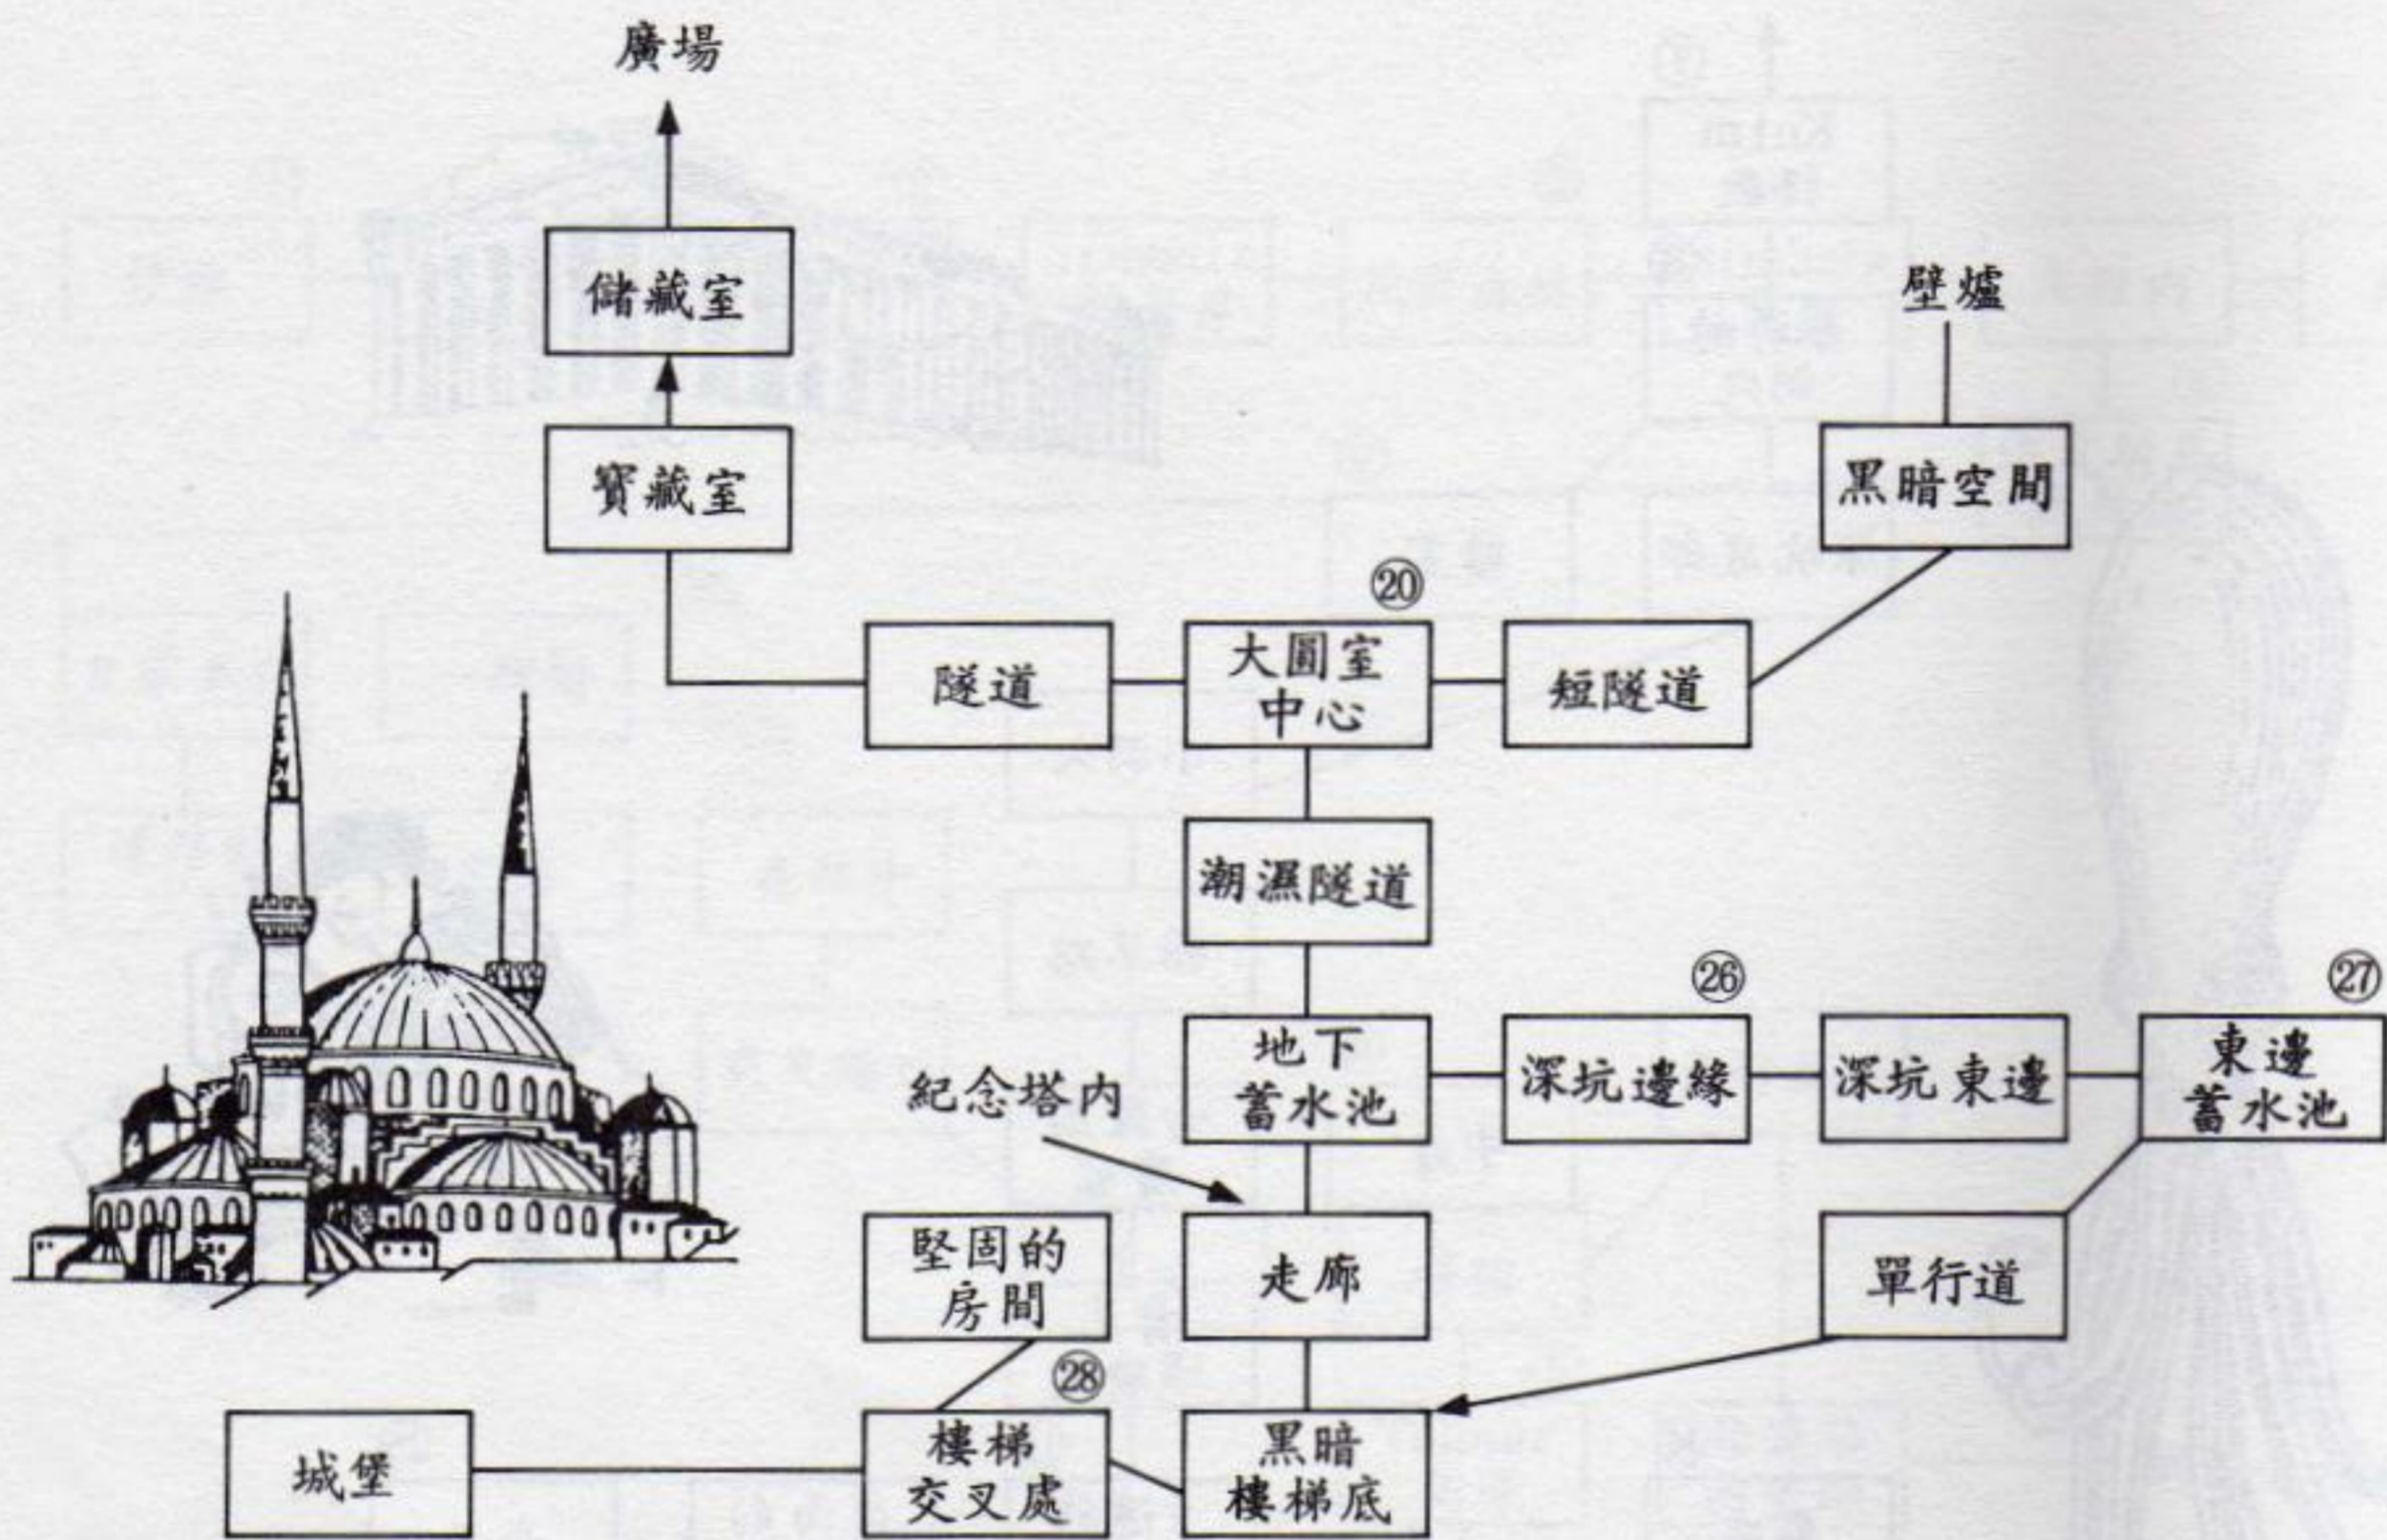 廣場
儲藏室
壁爐
寶藏室
黑暗空間
⑳
隧道
大圓室
中心
短隧道
潮濕隧道
㉖
㉗
地下
蓄水池
深坑邊緣
深坑東邊
東邊
蓄水池
紀念塔內
堅固的
房間
走廊
單行道
㉘
城堡
樓梯
交叉處
黑暗
樓梯底